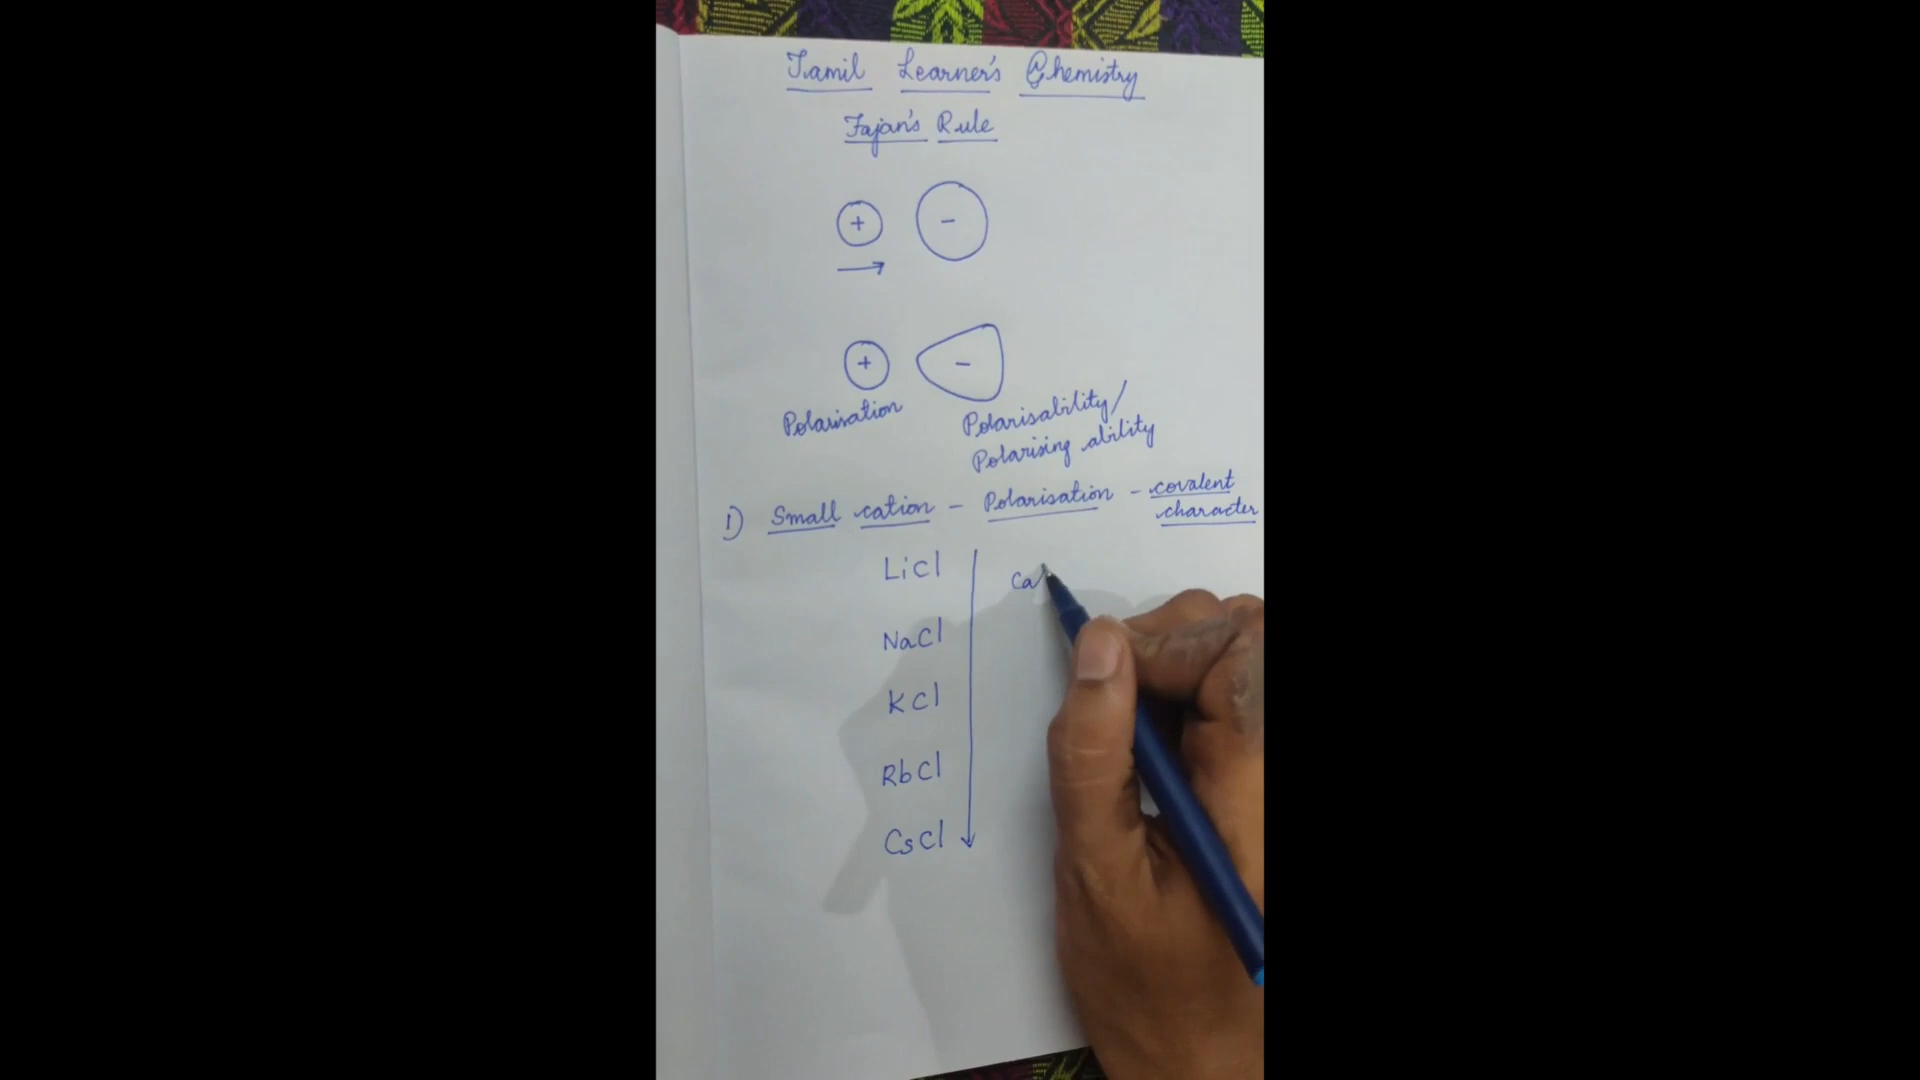 Tamil Learner's Chemistry
Fajan's Rule
+ -
+ -
Polarisation
Polarisability/
Polarising ability
1) Small cation - Polarisation - covalent
character
LiCl
Ca
NaCl
KCl
RbCl
CsCl